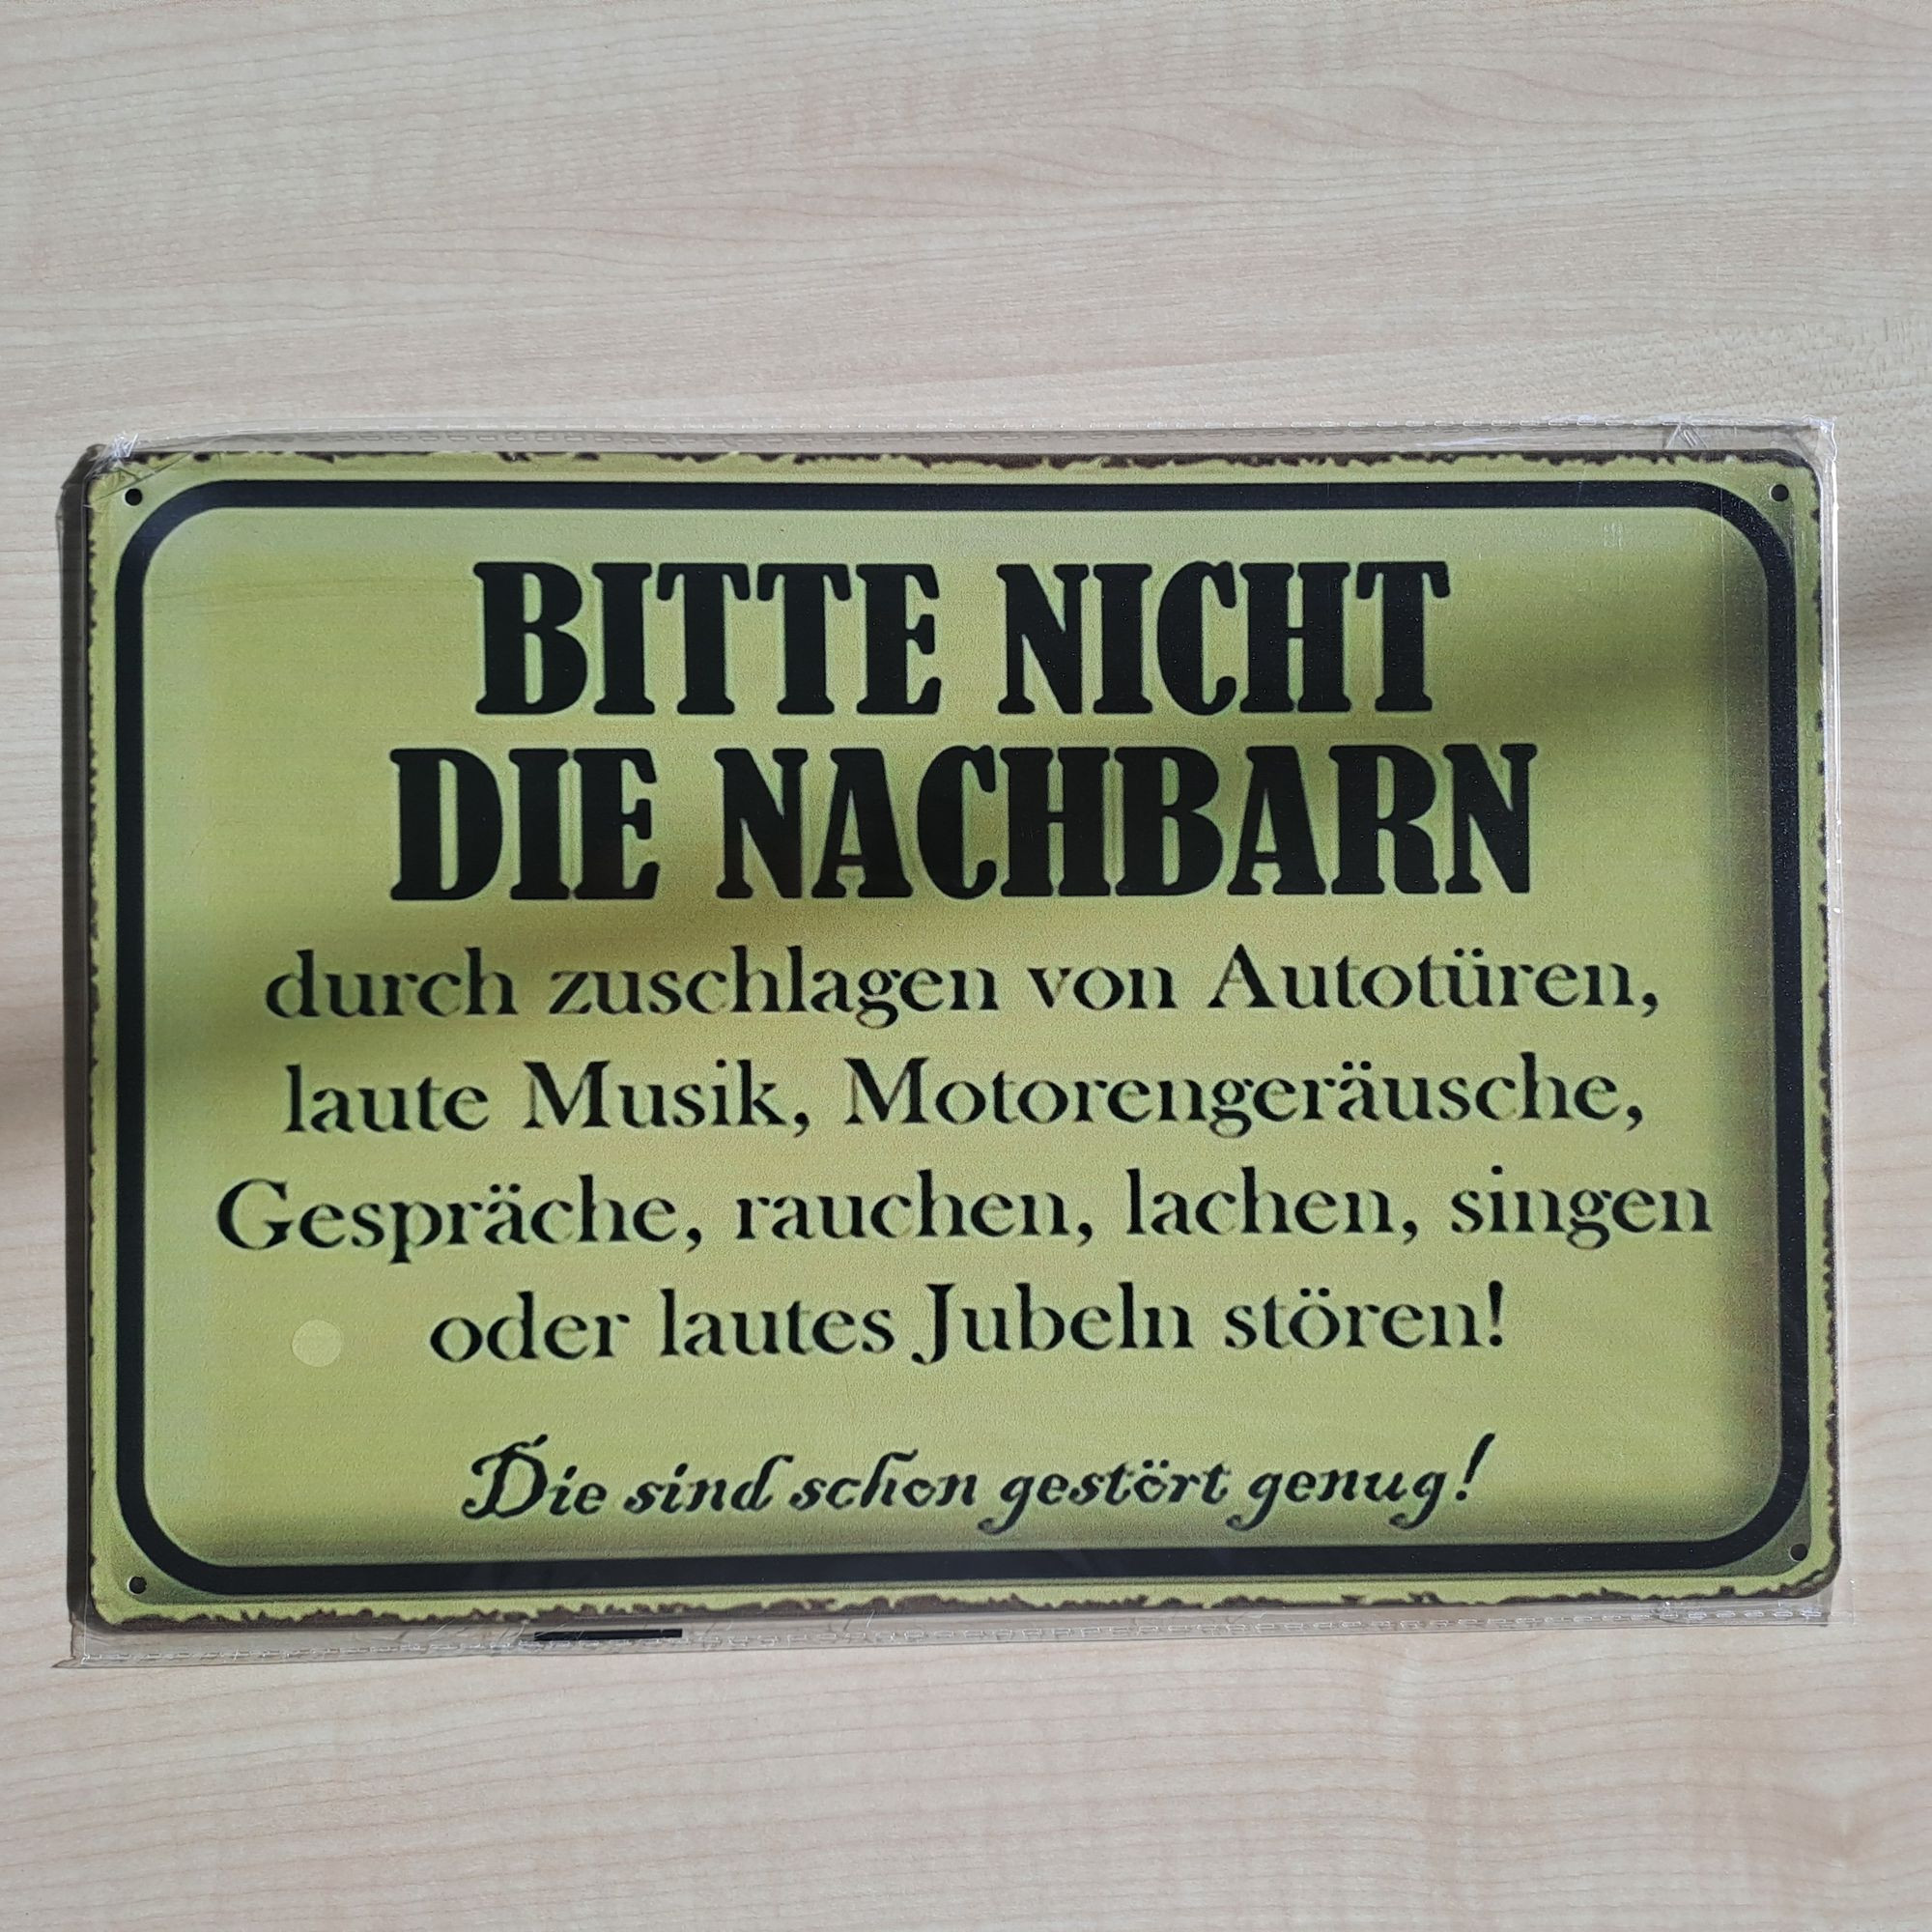 BITTE NICHT
DIE NACHBARN
durch zuschlagen von Autotüren,
laute Musik, Motorengeräusche,
Gespräche, rauchen, lachen, singen
oder lautes Jubeln stören!
Die sind schon gestört genug!